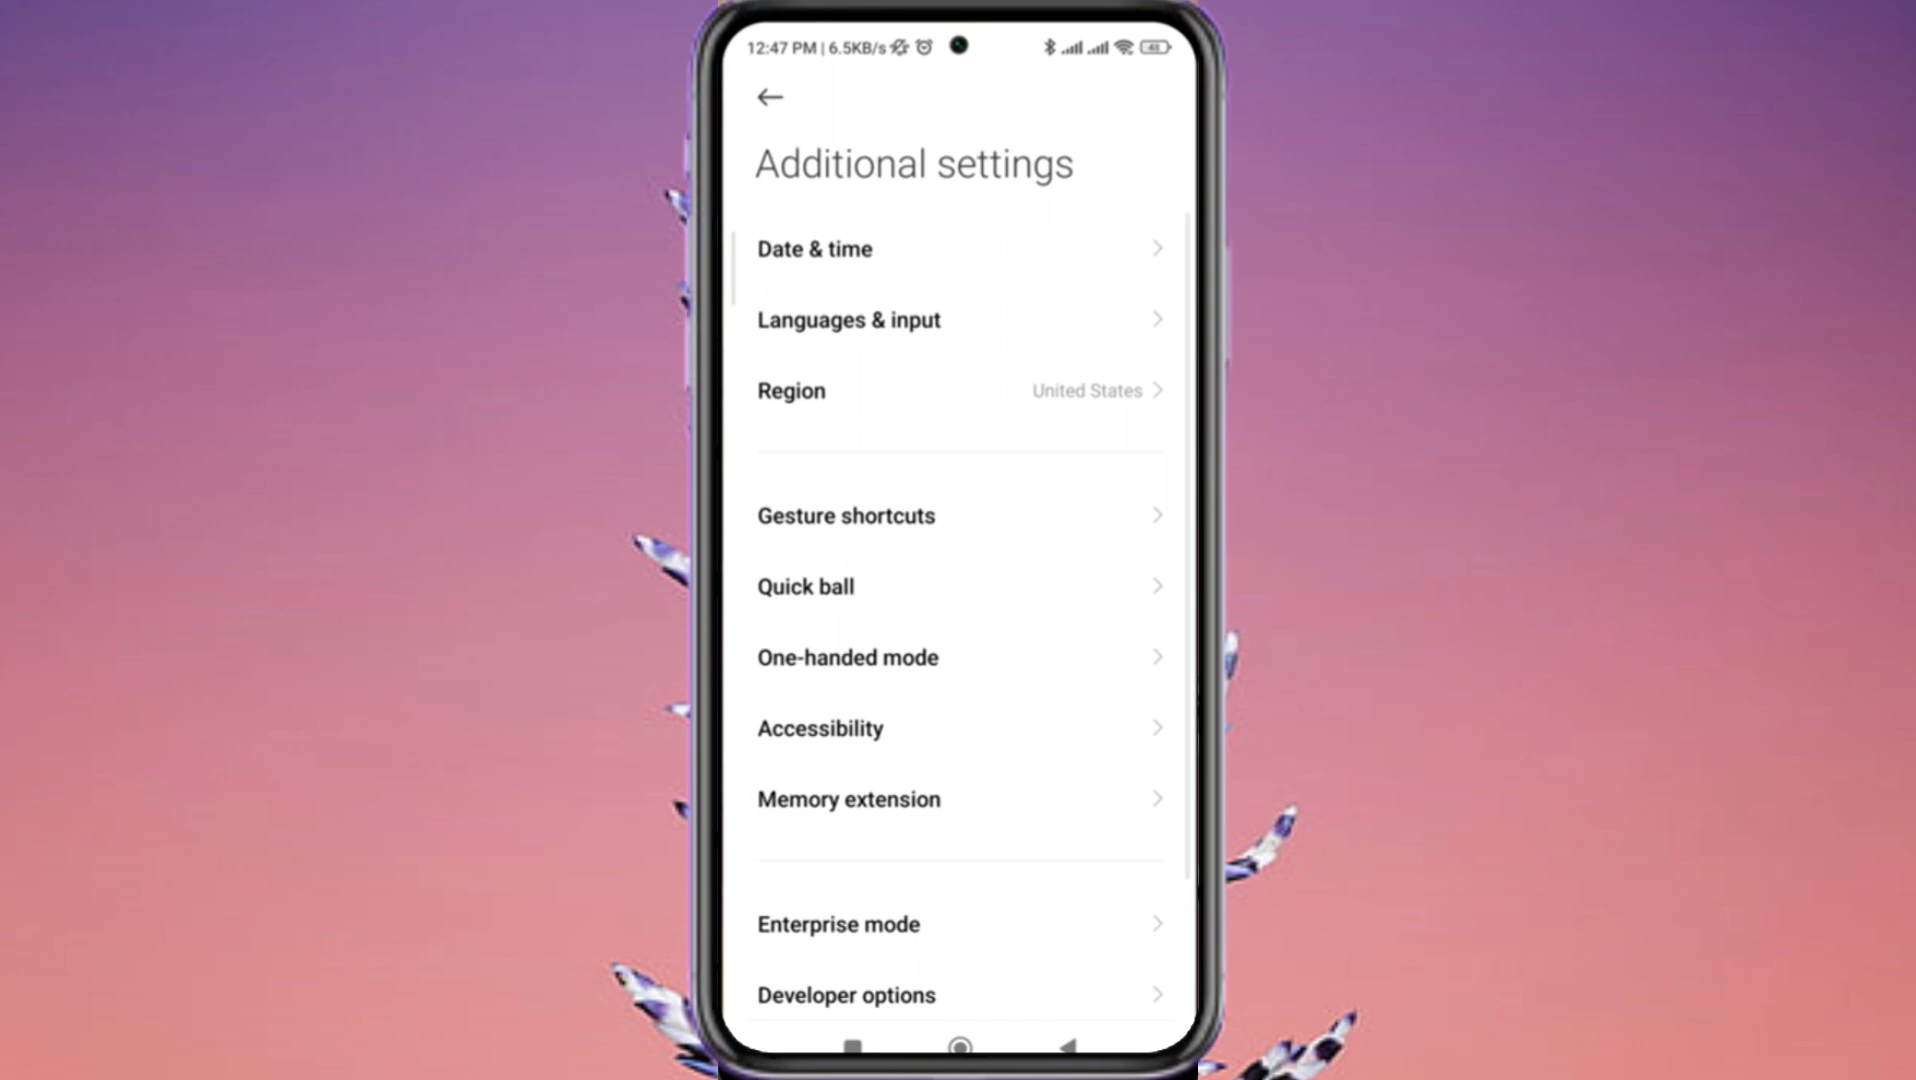 12:47 PM | 6.5KB/s 48
Additional settings
Date & time
Languages & input
Region United States
Gesture shortcuts
Quick ball
One-handed mode
Accessibility
Memory extension
Enterprise mode
Developer options